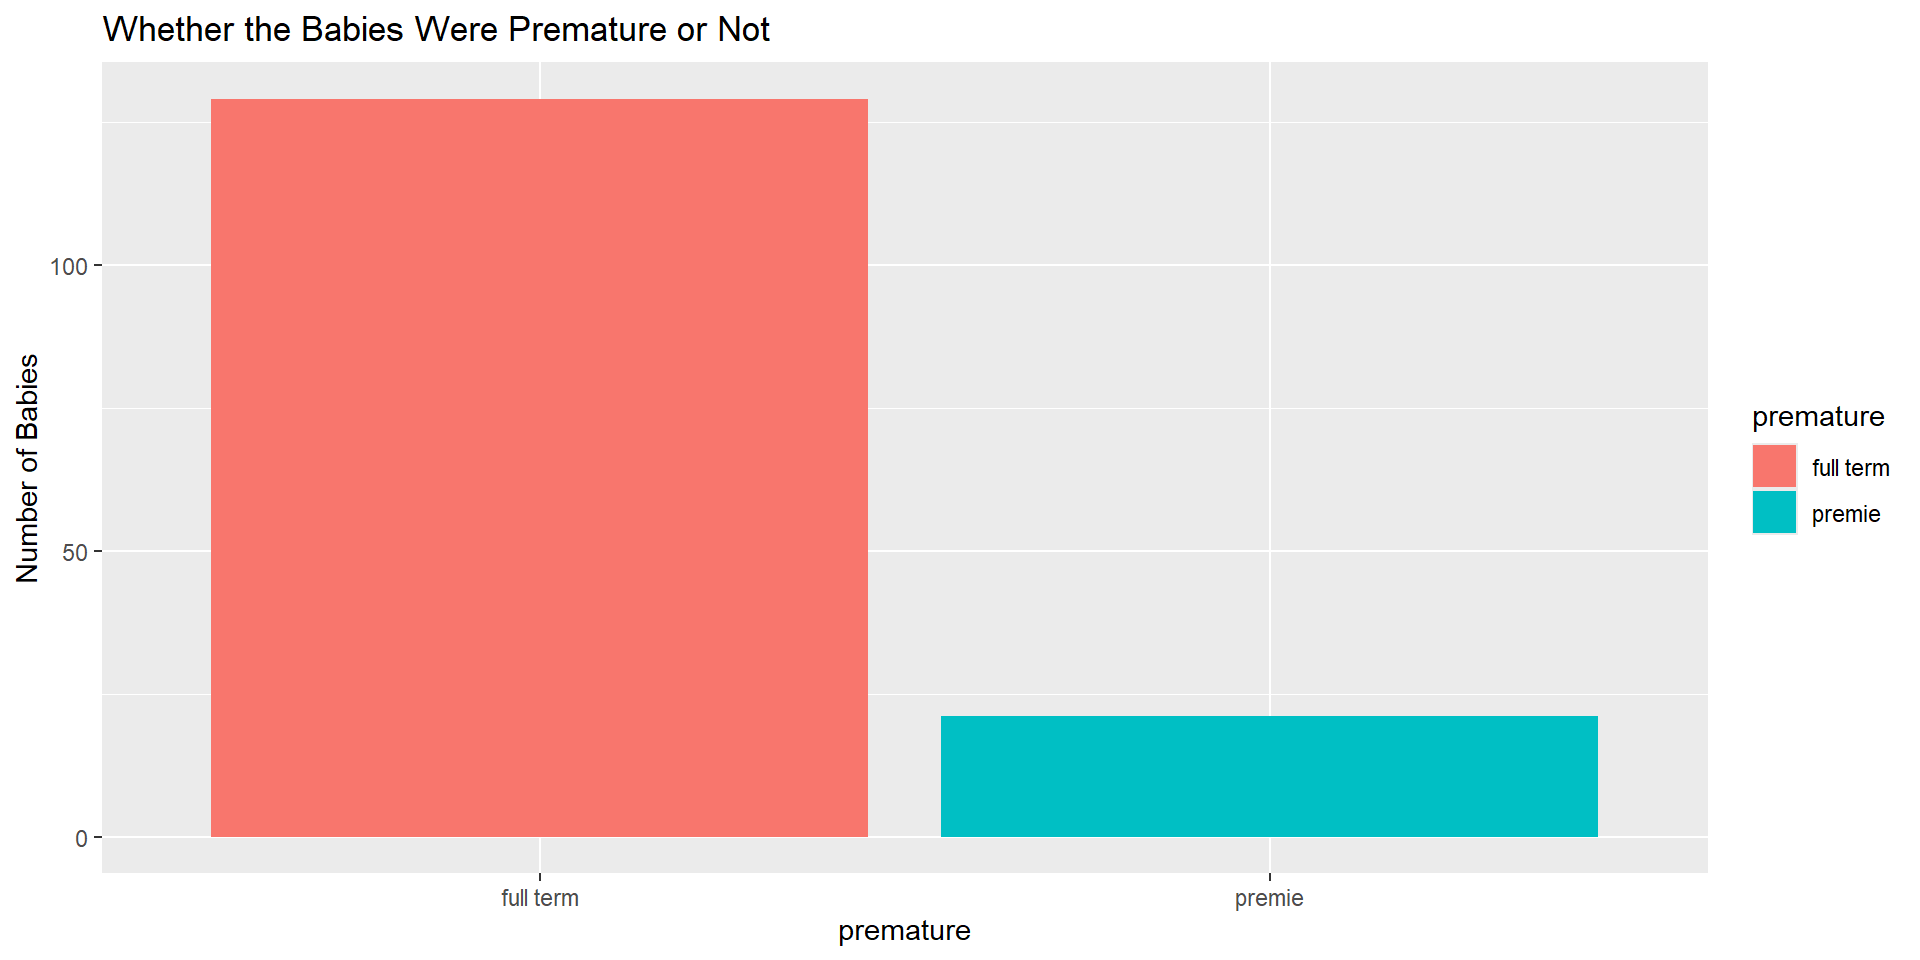 Whether the Babies Were Premature or Not
Number of Babies
100
50
0
full term
premie
premature
premature
full term
premie